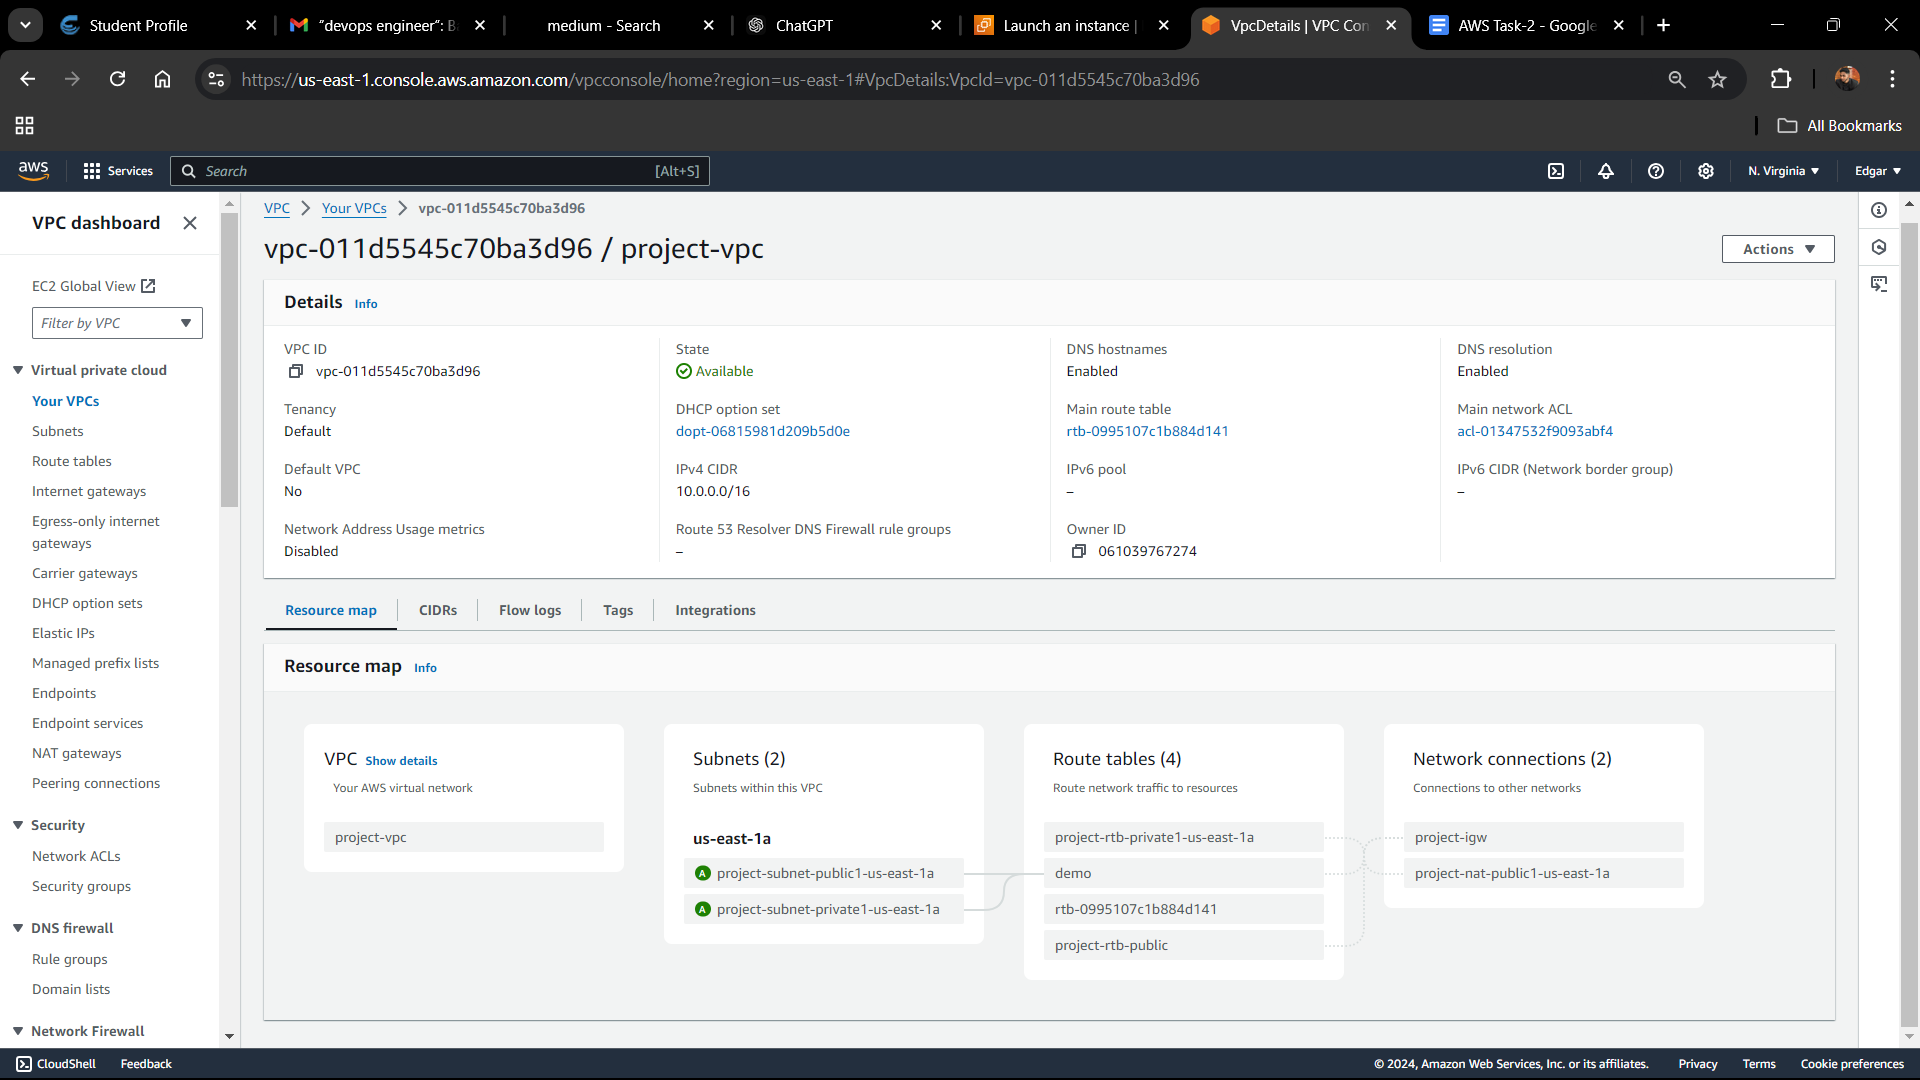 Student Profile
"devops engineer": B
medium - Search
ChatGPT
Launch an instance |
VpcDetails | VPC Con
AWS Task-2 - Google
https://us-east-1.console.aws.amazon.com/vpcconsole/home?region=us-east-1#VpcDetails:VpcId=vpc-011d5545c70ba3d96
All Bookmarks
aws
Services
Search
[Alt+S]
N. Virginia
Edgar
VPC dashboard
EC2 Global View
Filter by VPC
Virtual private cloud
Your VPCs
Subnets
Route tables
Internet gateways
Egress-only internet
gateways
Carrier gateways
DHCP option sets
Elastic IPs
Managed prefix lists
Endpoints
Endpoint services
NAT gateways
Peering connections
Security
Network ACLs
Security groups
DNS firewall
Rule groups
Domain lists
Network Firewall
VPC
Your VPCs
vpc-011d5545c70ba3d96
vpc-011d5545c70ba3d96 / project-vpc
Actions
Details Info
VPC ID
vpc-011d5545c70ba3d96
State
Available
DNS hostnames
Enabled
DNS resolution
Enabled
Tenancy
Default
DHCP option set
dopt-06815981d209b5d0e
Main route table
rtb-0995107c1b884d141
Main network ACL
acl-01347532f9093abf4
Default VPC
No
IPv4 CIDR
10.0.0.0/16
IPv6 pool
–
IPv6 CIDR (Network border group)
–
Network Address Usage metrics
Disabled
Route 53 Resolver DNS Firewall rule groups
–
Owner ID
061039767274
Resource map
CIDRs
Flow logs
Tags
Integrations
Resource map Info
VPC Show details
Your AWS virtual network
project-vpc
Subnets (2)
Subnets within this VPC
us-east-1a
A project-subnet-public1-us-east-1a
A project-subnet-private1-us-east-1a
Route tables (4)
Route network traffic to resources
project-rtb-private1-us-east-1a
demo
rtb-0995107c1b884d141
project-rtb-public
Network connections (2)
Connections to other networks
project-igw
project-nat-public1-us-east-1a
CloudShell
Feedback
© 2024, Amazon Web Services, Inc. or its affiliates.
Privacy
Terms
Cookie preferences